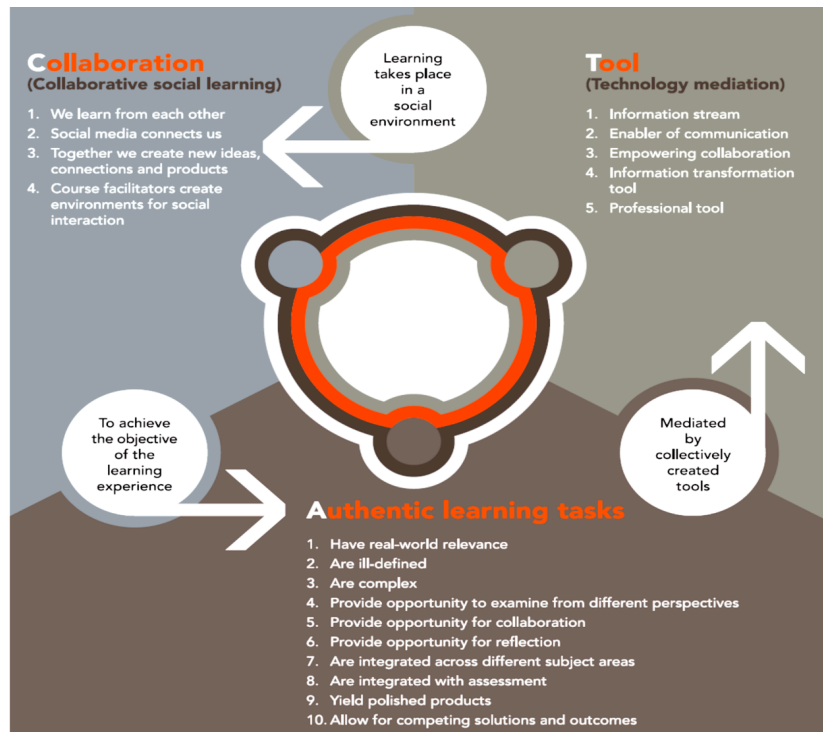 Collaboration
(Collaborative social learning)
1. We learn from each other
2. Social media connects us
3. Together we create new ideas,
connections and products
4. Course facilitators create
environments for social
interaction
Learning
takes place
in a
social
environment
Tool
(Technology mediation)
1. Information stream
2. Enabler of communication
3. Empowering collaboration
4. Information transformation
tool
5. Professional tool
To achieve
the objective
of the
learning
experience
Mediated
by
collectively
created
tools
Authentic learning tasks
1. Have real-world relevance
2. Are ill-defined
3. Are complex
4. Provide opportunity to examine from different perspectives
5. Provide opportunity for collaboration
6. Provide opportunity for reflection
7. Are integrated across different subject areas
8. Are integrated with assessment
9. Yield polished products
10. Allow for competing solutions and outcomes